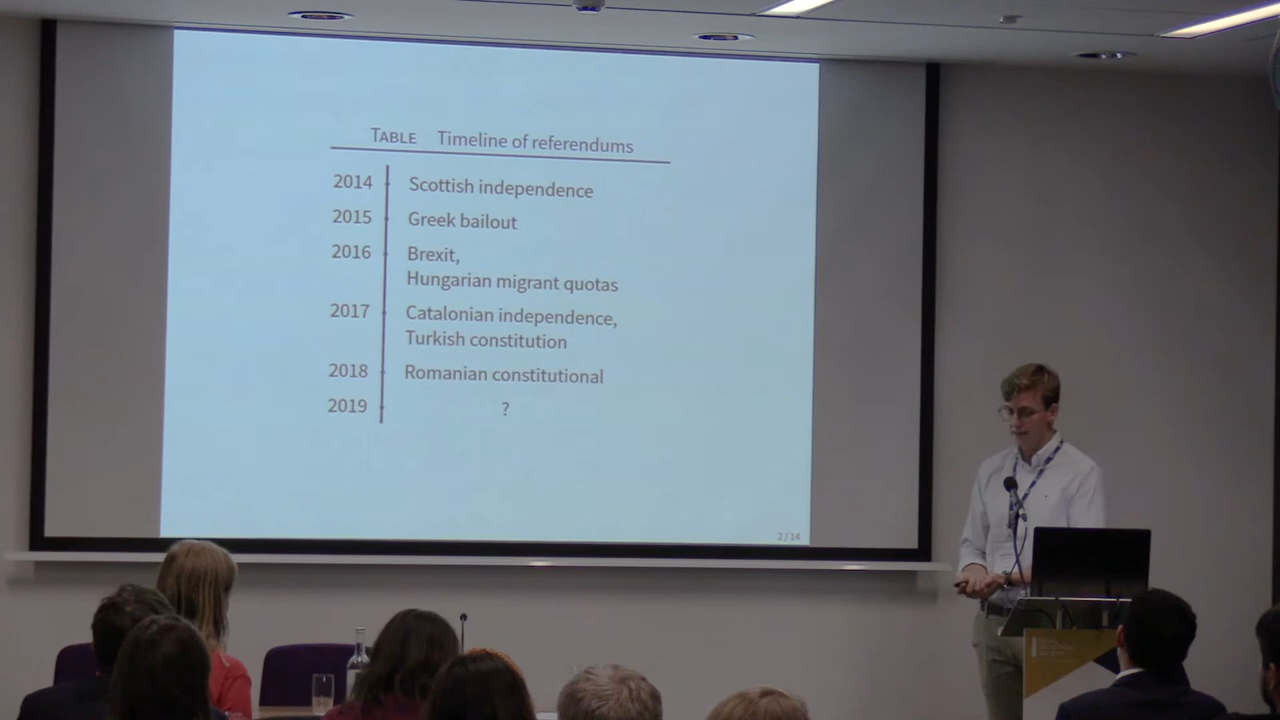 TABLE Timeline of referendums
2014 Scottish independence
2015 Greek bailout
2016 Brexit,
Hungarian migrant quotas
2017 Catalonian independence,
Turkish constitution
2018 Romanian constitutional
2019 ?
2/14